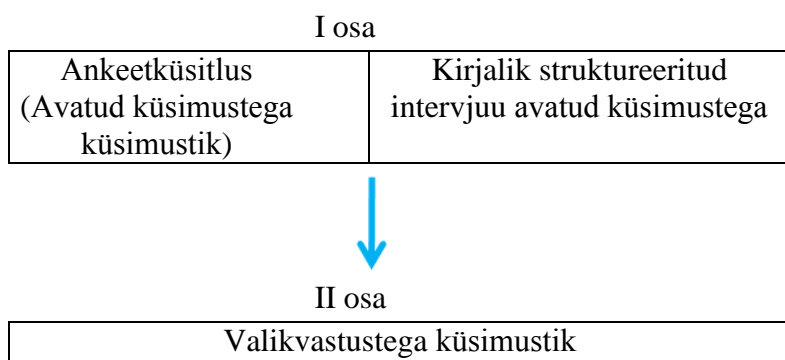 I osa
Ankeetküsitlus
(Avatud küsimustega
küsimustik)
Kirjalik struktureeritud
intervjuu avatud küsimustega
II osa
Valikvastustega küsimustik